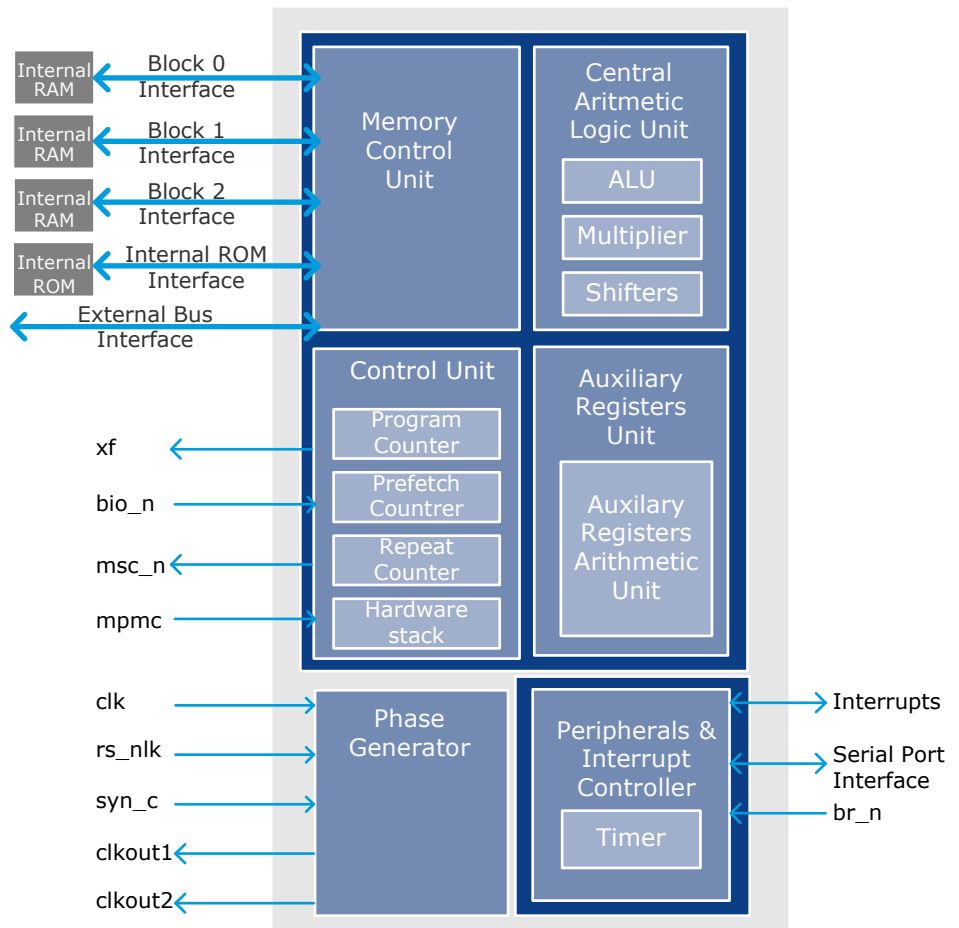 Internal
RAM
Block 0
Interface
Internal
RAM
Block 1
Interface
Internal
RAM
Block 2
Interface
Internal
ROM
Internal ROM
Interface
External Bus
Interface
Memory
Control
Unit
Central
Aritmetic
Logic Unit
ALU
Multiplier
Shifters
Control Unit
Program
Counter
Prefetch
Countrer
Repeat
Counter
Hardware
stack
xf
bio_n
msc_n
mpmc
Auxiliary
Registers
Unit
Auxilary
Registers
Arithmetic
Unit
clk
rs_nlk
syn_c
clkout1
clkout2
Phase
Generator
Peripherals &
Interrupt
Controller
Timer
Interrupts
Serial Port
Interface
br_n